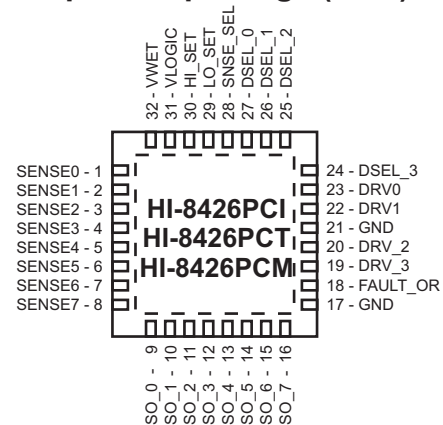 32 - VWET
31 - VLOGIC
30 - HI_SET
29 - LO_SET
28 - SNSE_SEL
27 - DSEL_0
26 - DSEL_1
25 - DSEL_2
SENSE0 - 1
SENSE1 - 2
SENSE2 - 3
SENSE3 - 4
SENSE4 - 5
SENSE5 - 6
SENSE6 - 7
SENSE7 - 8
HI-8426PCI
HI-8426PCT
HI-8426PCM
24 - DSEL_3
23 - DRV0
22 - DRV1
21 - GND
20 - DRV_2
19 - DRV_3
18 - FAULT_OR
17 - GND
SO_0 - 9
SO_1 - 10
SO_2 - 11
SO_3 - 12
SO_4 - 13
SO_5 - 14
SO_6 - 15
SO_7 - 16